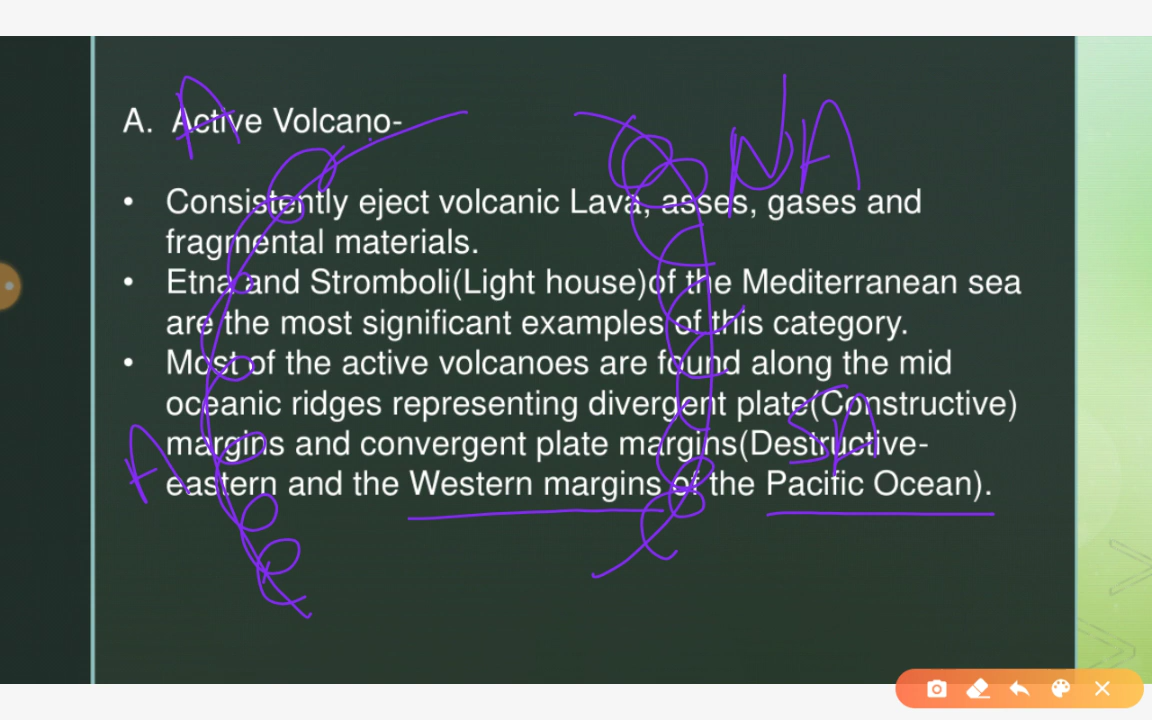 A. Active Volcano-
• Consistently eject volcanic Lava, asses, gases and
fragmental materials.
• Etna and Stromboli(Light house)of the Mediterranean sea
are the most significant examples of this category.
• Most of the active volcanoes are found along the mid
oceanic ridges representing divergent plate(Constructive)
margins and convergent plate margins(Destructive-
eastern and the Western margins of the Pacific Ocean).
A
NA
A
SA